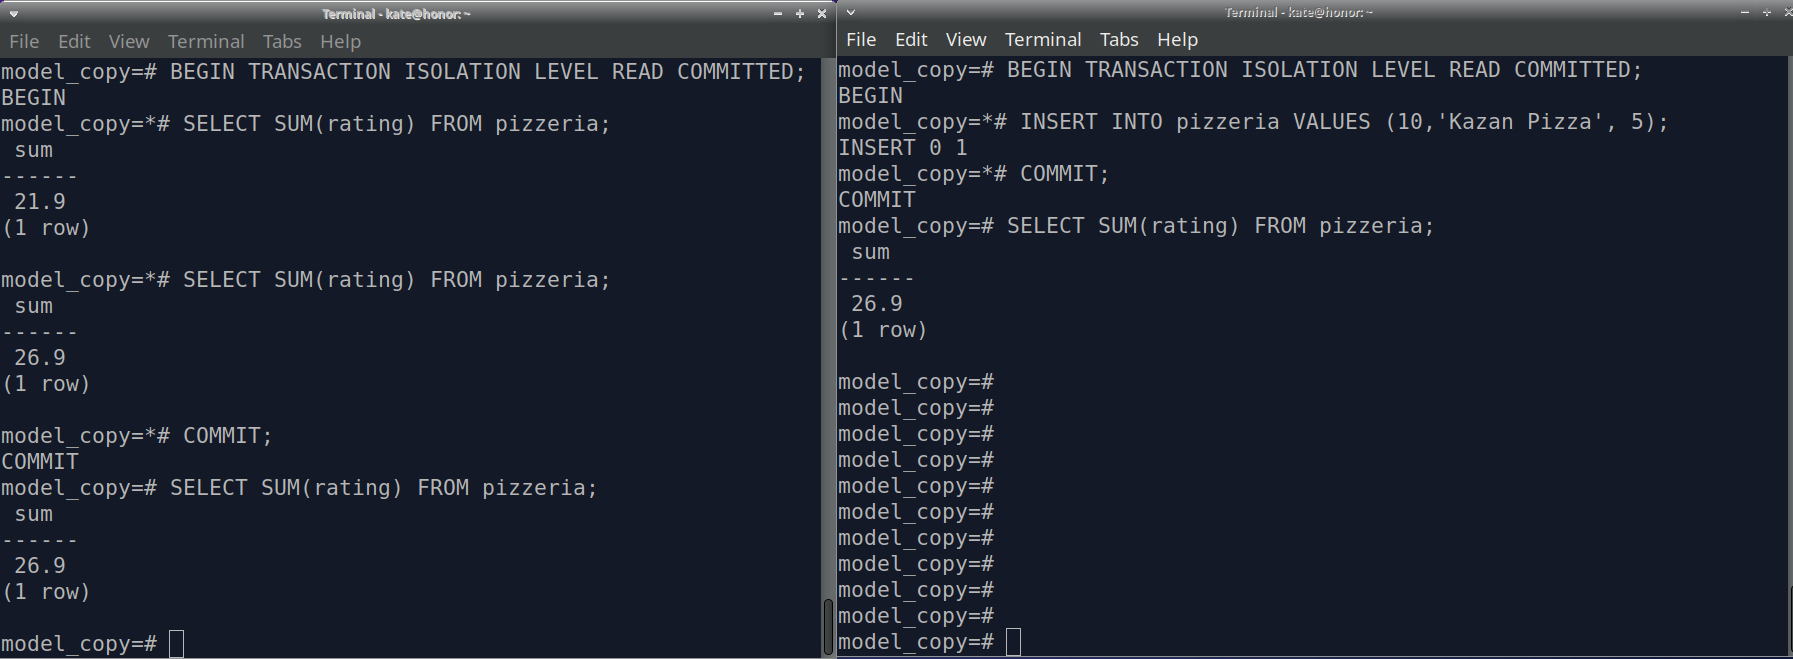 Terminal - kate@honor: ~
File Edit View Terminal Tabs Help
model_copy=# BEGIN TRANSACTION ISOLATION LEVEL READ COMMITTED;
BEGIN
model_copy=*# SELECT SUM(rating) FROM pizzeria;
 sum
------
 21.9
(1 row)

model_copy=*# SELECT SUM(rating) FROM pizzeria;
 sum
------
 26.9
(1 row)

model_copy=*# COMMIT;
COMMIT
model_copy=# SELECT SUM(rating) FROM pizzeria;
 sum
------
 26.9
(1 row)

model_copy=#
Terminal - kate@honor: ~
File Edit View Terminal Tabs Help
model_copy=# BEGIN TRANSACTION ISOLATION LEVEL READ COMMITTED;
BEGIN
model_copy=*# INSERT INTO pizzeria VALUES (10,'Kazan Pizza', 5);
INSERT 0 1
model_copy=*# COMMIT;
COMMIT
model_copy=# SELECT SUM(rating) FROM pizzeria;
 sum
------
 26.9
(1 row)

model_copy=#
model_copy=#
model_copy=#
model_copy=#
model_copy=#
model_copy=#
model_copy=#
model_copy=#
model_copy=#
model_copy=#
model_copy=#